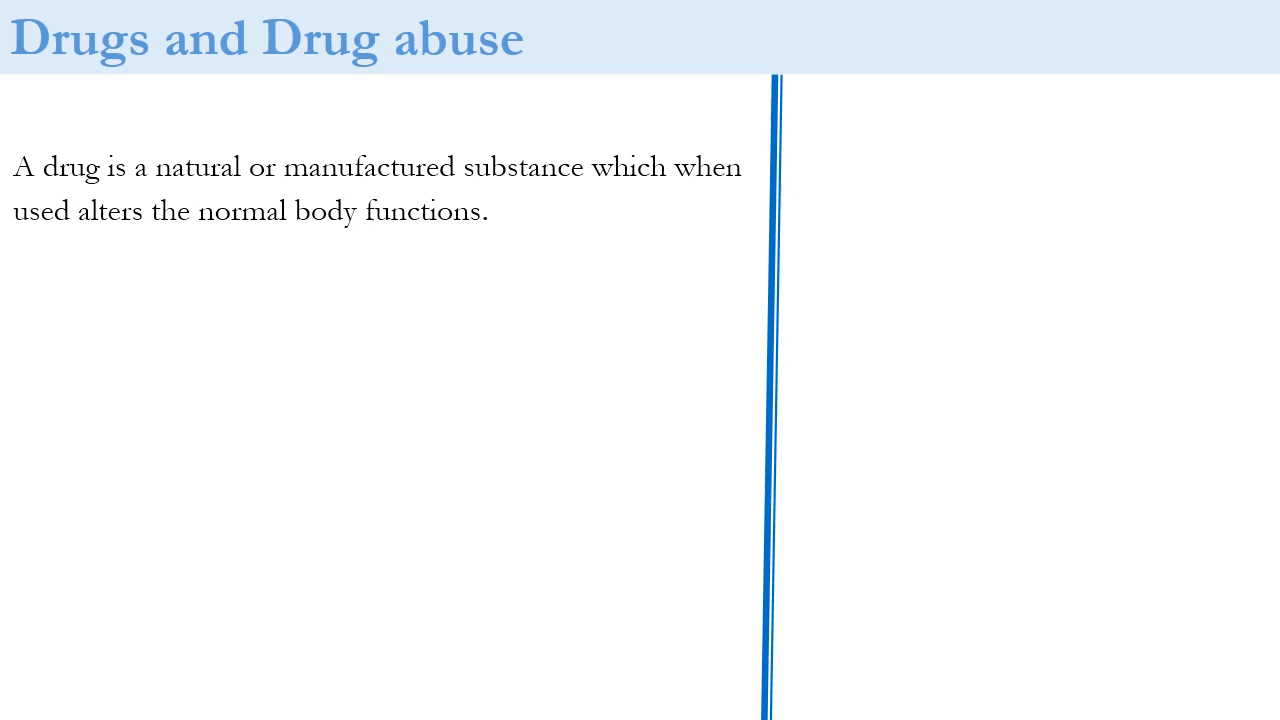 Drugs and Drug abuse
A drug is a natural or manufactured substance which when
used alters the normal body functions.